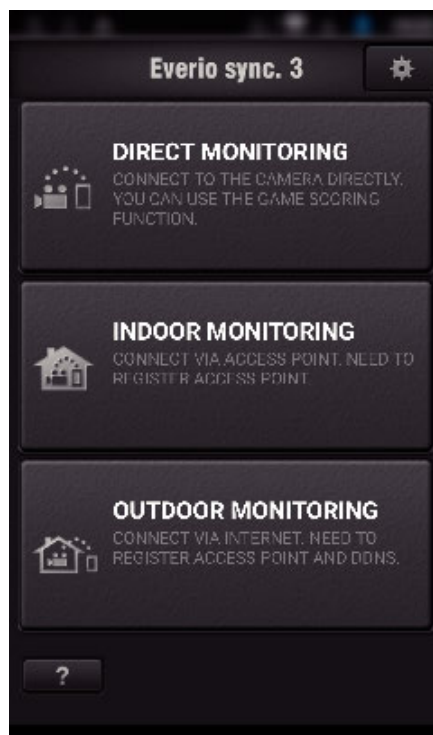 Everio sync. 3
DIRECT MONITORING
CONNECT TO THE CAMERA DIRECTLY.
YOU CAN USE THE GAME SCORING
FUNCTION.
INDOOR MONITORING
CONNECT VIA ACCESS POINT. NEED TO
REGISTER ACCESS POINT.
OUTDOOR MONITORING
CONNECT VIA INTERNET. NEED TO
REGISTER ACCESS POINT AND DDNS.
?